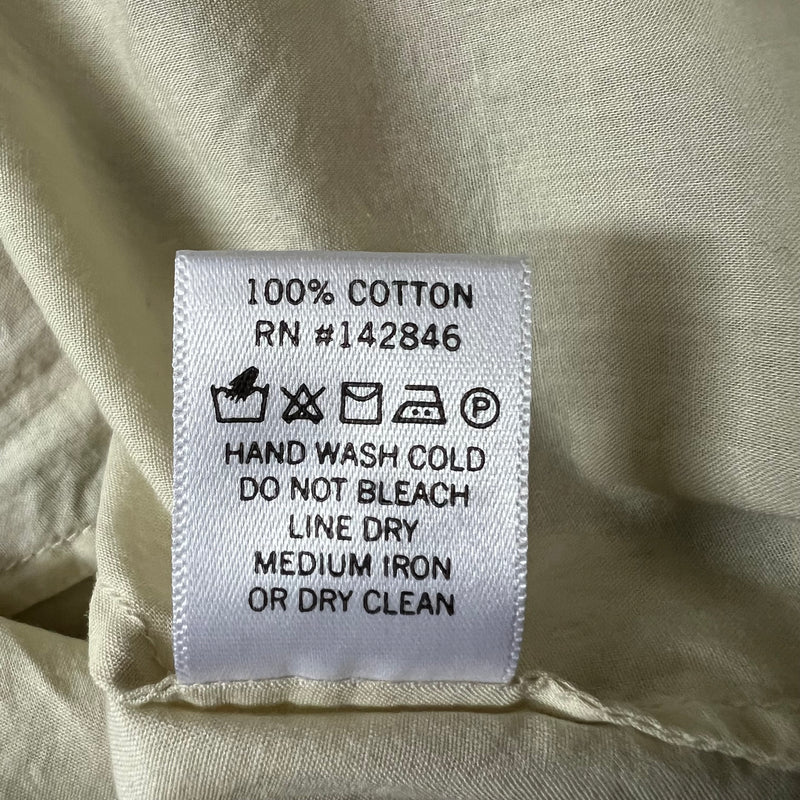 100% COTTON
RN #142846
P
HAND WASH COLD
DO NOT BLEACH
LINE DRY
MEDIUM IRON
OR DRY CLEAN